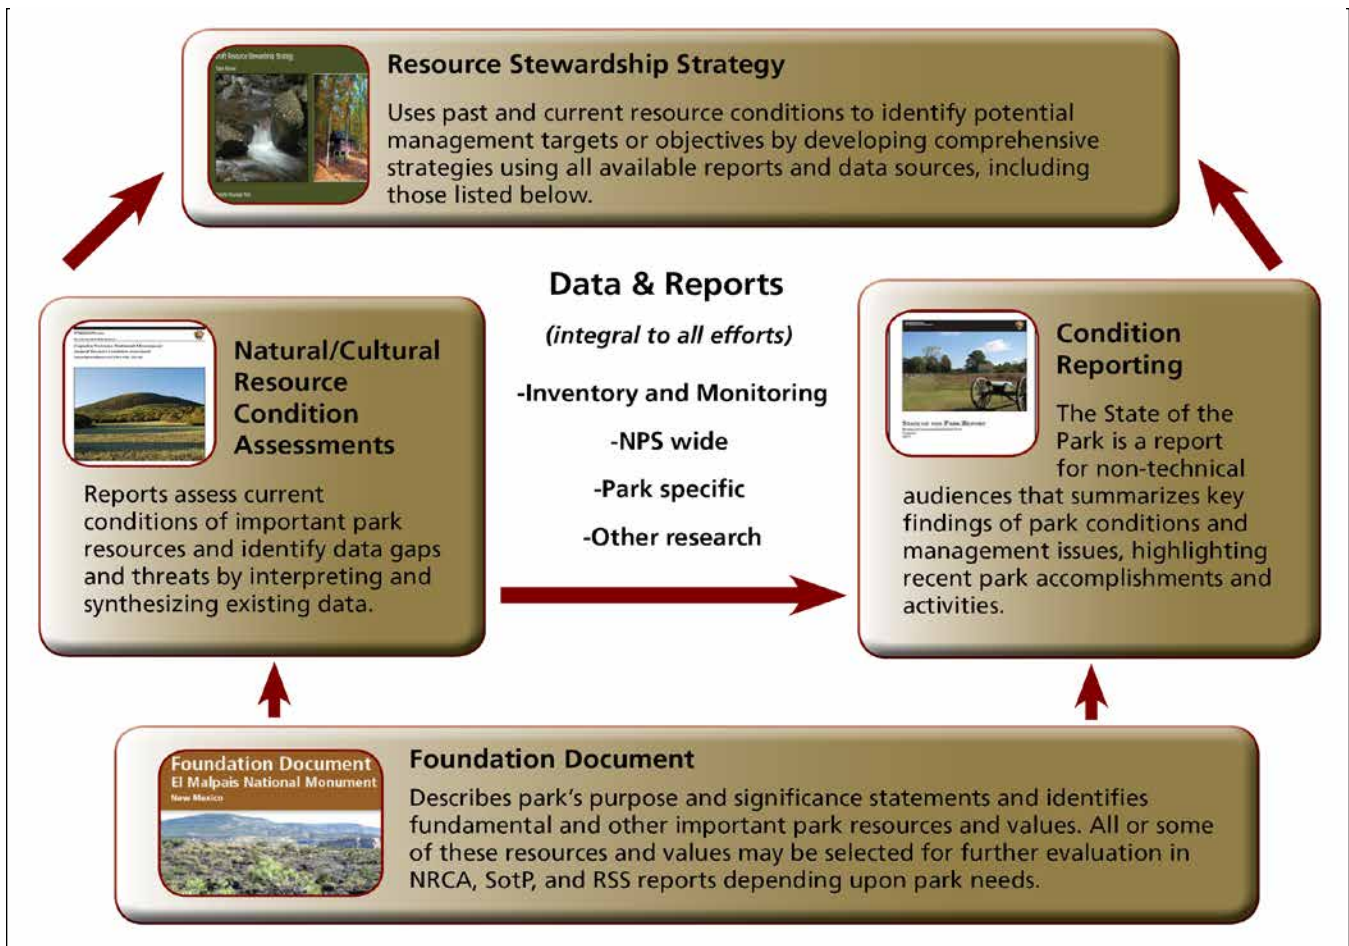 Resource Stewardship Strategy
Uses past and current resource conditions to identify potential
management targets or objectives by developing comprehensive
strategies using all available reports and data sources, including
those listed below.
Data & Reports
(integral to all efforts)
-Inventory and Monitoring
-NPS wide
-Park specific
-Other research
Natural/Cultural
Resource
Condition
Assessments
Reports assess current
conditions of important park
resources and identify data gaps
and threats by interpreting and
synthesizing existing data.
Condition
Reporting
STATE OF THE PARK REPORT
The State of the
Park is a report
for non-technical
audiences that summarizes key
findings of park conditions and
management issues, highlighting
recent park accomplishments and
activities.
Foundation Document
El Malpais National Monument
New Mexico
Foundation Document
Describes park's purpose and significance statements and identifies
fundamental and other important park resources and values. All or some
of these resources and values may be selected for further evaluation in
NRCA, SotP, and RSS reports depending upon park needs.